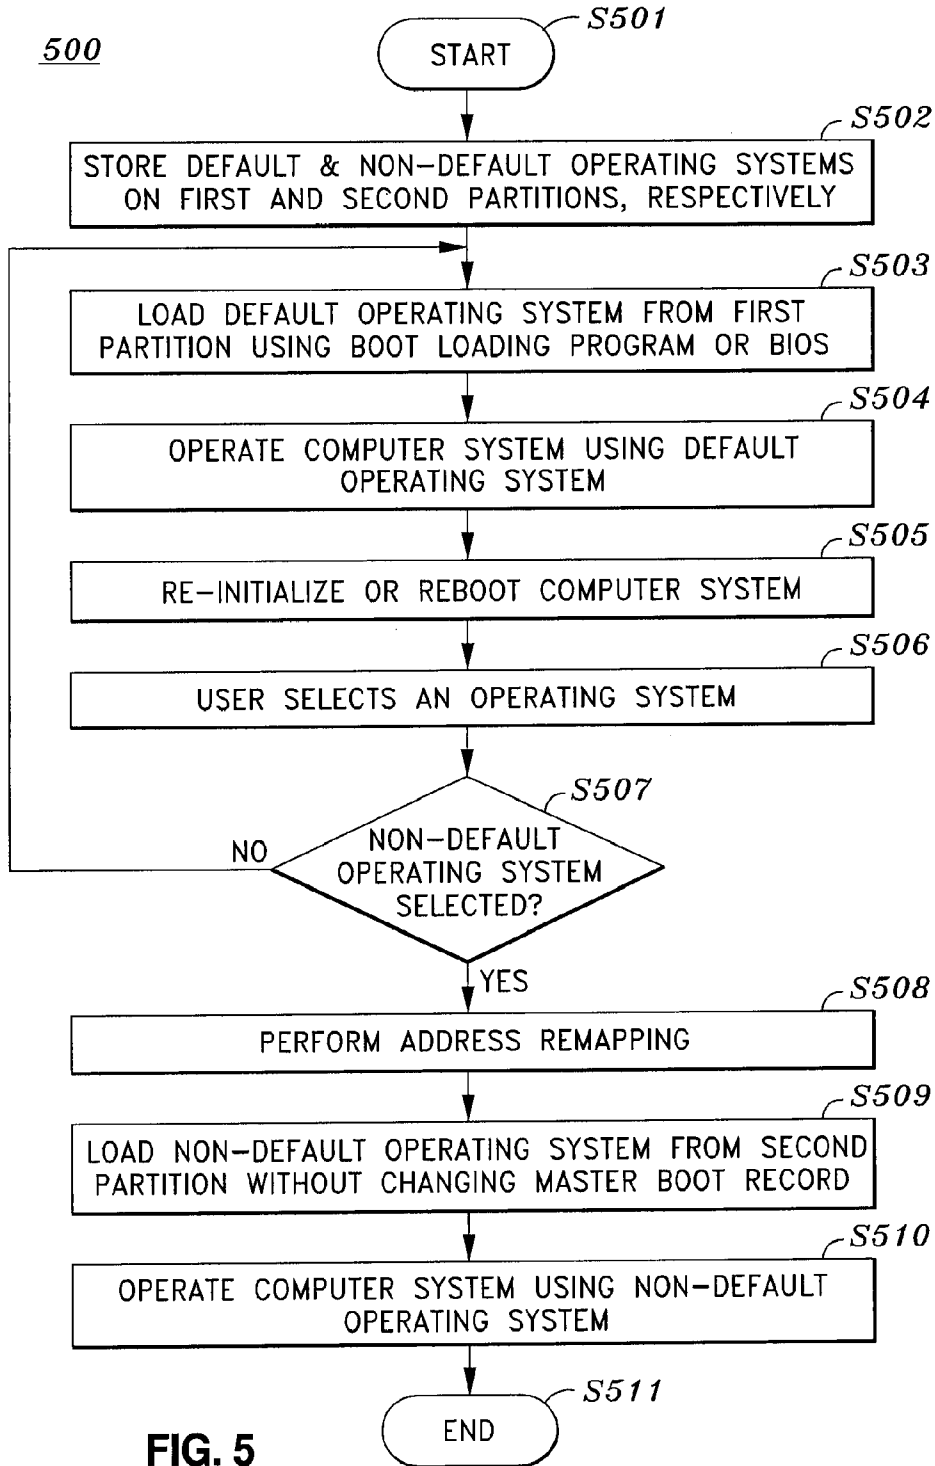 500
S501
START
S502
STORE DEFAULT & NON-DEFAULT OPERATING SYSTEMS
ON FIRST AND SECOND PARTITIONS, RESPECTIVELY
S503
LOAD DEFAULT OPERATING SYSTEM FROM FIRST
PARTITION USING BOOT LOADING PROGRAM OR BIOS
S504
OPERATE COMPUTER SYSTEM USING DEFAULT
OPERATING SYSTEM
S505
RE-INITIALIZE OR REBOOT COMPUTER SYSTEM
S506
USER SELECTS AN OPERATING SYSTEM
S507
NON-DEFAULT
OPERATING SYSTEM
SELECTED?
NO
YES
S508
PERFORM ADDRESS REMAPPING
S509
LOAD NON-DEFAULT OPERATING SYSTEM FROM SECOND
PARTITION WITHOUT CHANGING MASTER BOOT RECORD
S510
OPERATE COMPUTER SYSTEM USING NON-DEFAULT
OPERATING SYSTEM
S511
END
FIG. 5